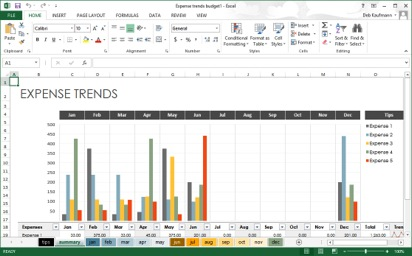 Expense trends budget1 - Excel
Deb Kaufmann
FILE HOME INSERT PAGE LAYOUT FORMULAS DATA REVIEW VIEW
Calibri 10
General
Paste
Conditional Formatting
Format as Table
Cell Styles
Insert
Delete
Format
Sort & Filter
Find & Select
Clipboard Font Alignment Number Styles Cells Editing
A1
A B C D E F G H I J K L M N O P
EXPENSE TRENDS
Jan Feb Mar Apr May Jun Jul Aug Sep Oct Nov Dec Tips
500
450
400
350
300
250
200
150
100
50
Expense 1
Expense 2
Expense 3
Expense 4
Expense 5
Expenses Jan Feb Mar Apr May Jun Jul Aug Sep Oct Nov Dec Total
Expense 1
tips summary jan feb mar apr may jun jul aug sep oct nov dec
READY 100%